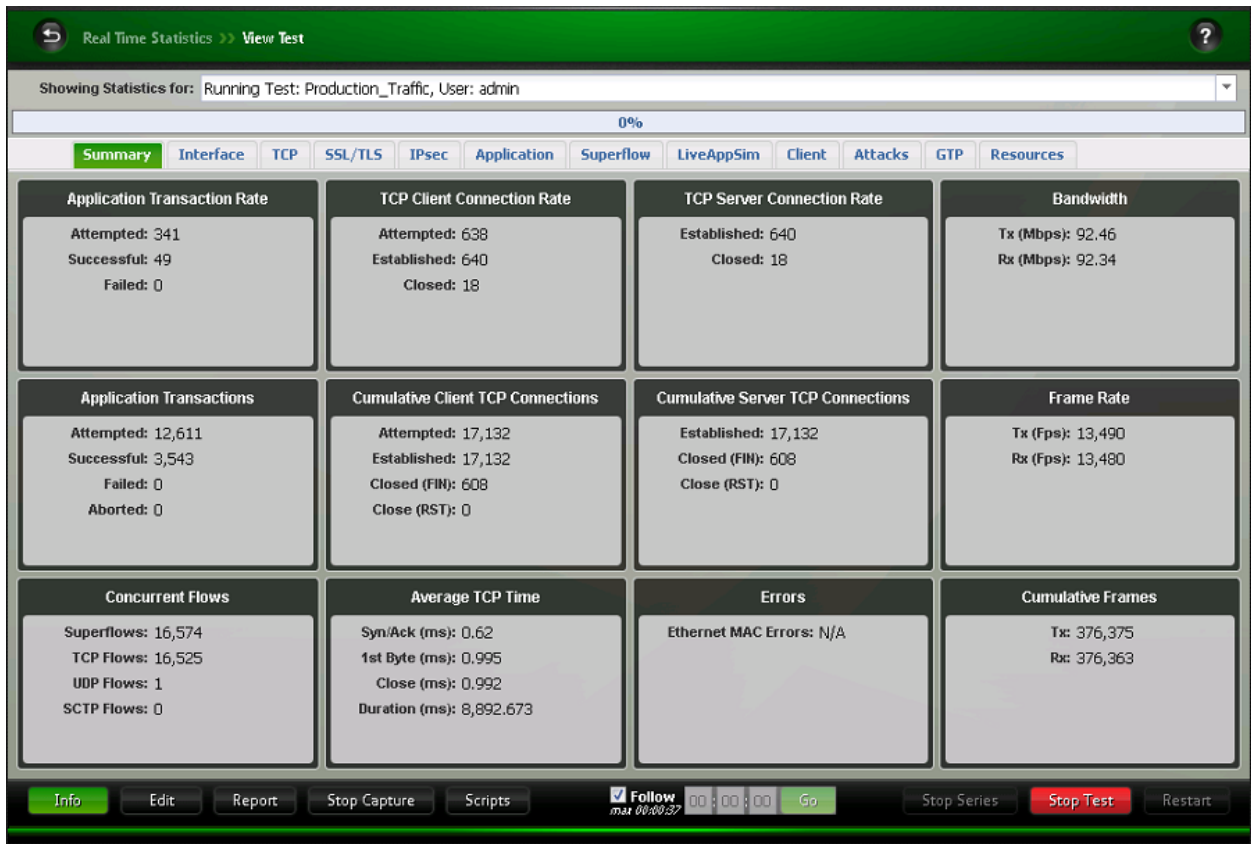 Real Time Statistics >> View Test
?
Showing Statistics for: Running Test: Production_Traffic, User: admin
0%
Summary Interface TCP SSL/TLS IPsec Application Superflow LiveAppSim Client Attacks GTP Resources
Application Transaction Rate
Attempted: 341
Successful: 49
Failed: 0
TCP Client Connection Rate
Attempted: 638
Established: 640
Closed: 18
TCP Server Connection Rate
Established: 640
Closed: 18
Bandwidth
Tx (Mbps): 92.46
Rx (Mbps): 92.34
Application Transactions
Attempted: 12,611
Successful: 3,543
Failed: 0
Aborted: 0
Cumulative Client TCP Connections
Attempted: 17,132
Established: 17,132
Closed (FIN): 608
Close (RST): 0
Cumulative Server TCP Connections
Established: 17,132
Closed (FIN): 608
Close (RST): 0
Frame Rate
Tx (Fps): 13,490
Rx (Fps): 13,480
Concurrent Flows
Superflows: 16,574
TCP Flows: 16,525
UDP Flows: 1
SCTP Flows: 0
Average TCP Time
Syn/Ack (ms): 0.62
1st Byte (ms): 0.995
Close (ms): 0.992
Duration (ms): 8,892.673
Errors
Ethernet MAC Errors: N/A
Cumulative Frames
Tx: 376,375
Rx: 376,363
Info Edit Report Stop Capture Scripts Follow 00 : 00 : 00 Go Stop Series Stop Test Restart
max 00:00:37